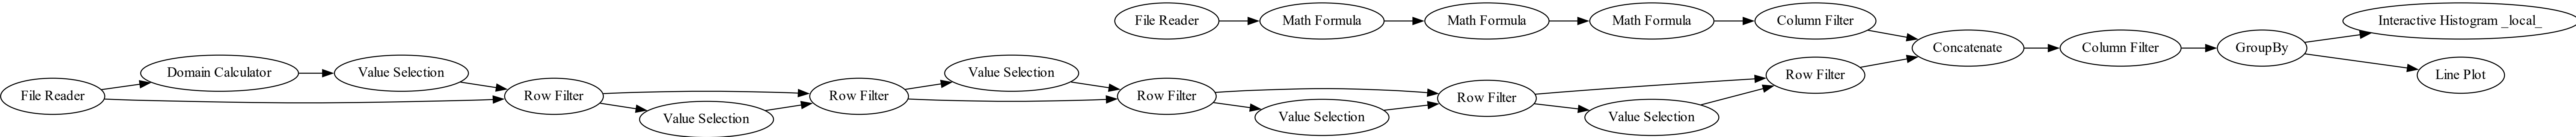 File Reader
Math Formula
Math Formula
Math Formula
Column Filter
Interactive Histogram _local_
Concatenate
Column Filter
GroupBy
Domain Calculator
Value Selection
Value Selection
Row Filter
Line Plot
File Reader
Row Filter
Row Filter
Row Filter
Row Filter
Value Selection
Value Selection
Value Selection